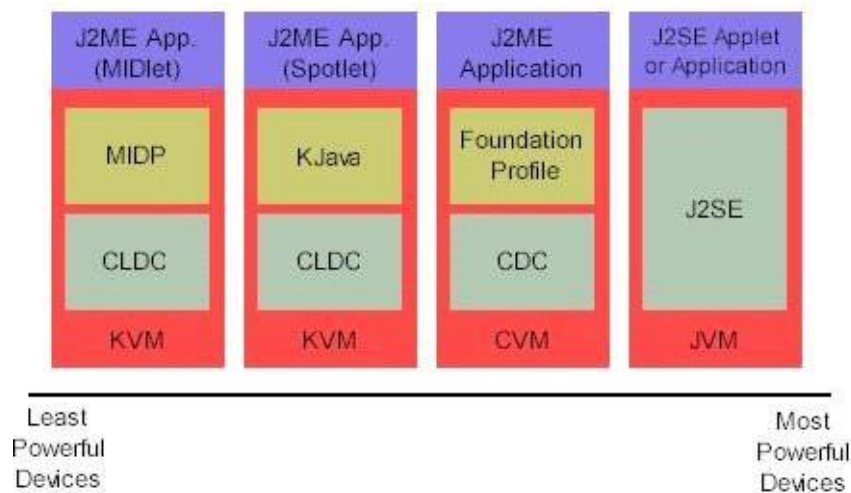 J2ME App.
(MIDlet)
MIDP
CLDC
KVM
J2ME App.
(Spotlet)
KJava
CLDC
KVM
J2ME
Application
Foundation
Profile
CDC
CVM
J2SE Applet
or Application
J2SE
JVM
Least
Powerful
Devices
Most
Powerful
Devices